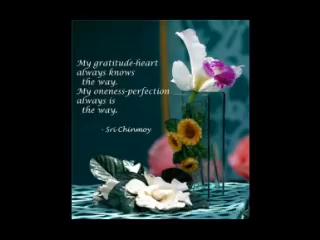 My gratitude-heart
always knows
the way.
My oneness-perfection
always is
the way.
- Sri Chinmoy